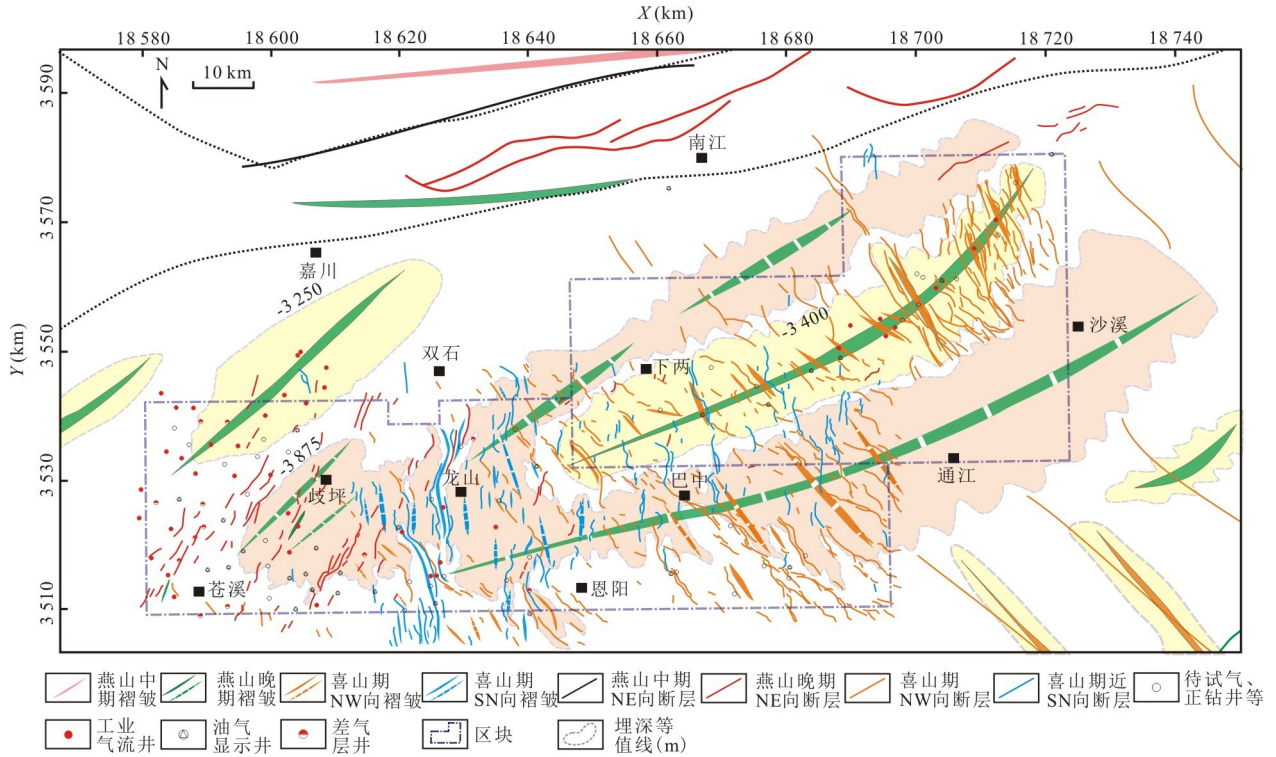 X (km)
18 580 18 600 18 620 18 640 18 660 18 680 18 700 18 720 18 740
N
10 km
3 590
3 570
3 550
3 530
3 510
Y (km)
南江
嘉川
-3 250
双石
下两
-3 400
沙溪
-3 875
歧坪
龙山
巴中
通江
苍溪
恩阳
燕山中期褶皱
燕山晚期褶皱
喜山期NW向褶皱
喜山期SN向褶皱
燕山中期NE向断层
燕山晚期NE向断层
喜山期NW向断层
喜山期近SN向断层
待试气、正钻井等
工业气流井
油气显示井
差气层井
区块
埋深等值线(m)